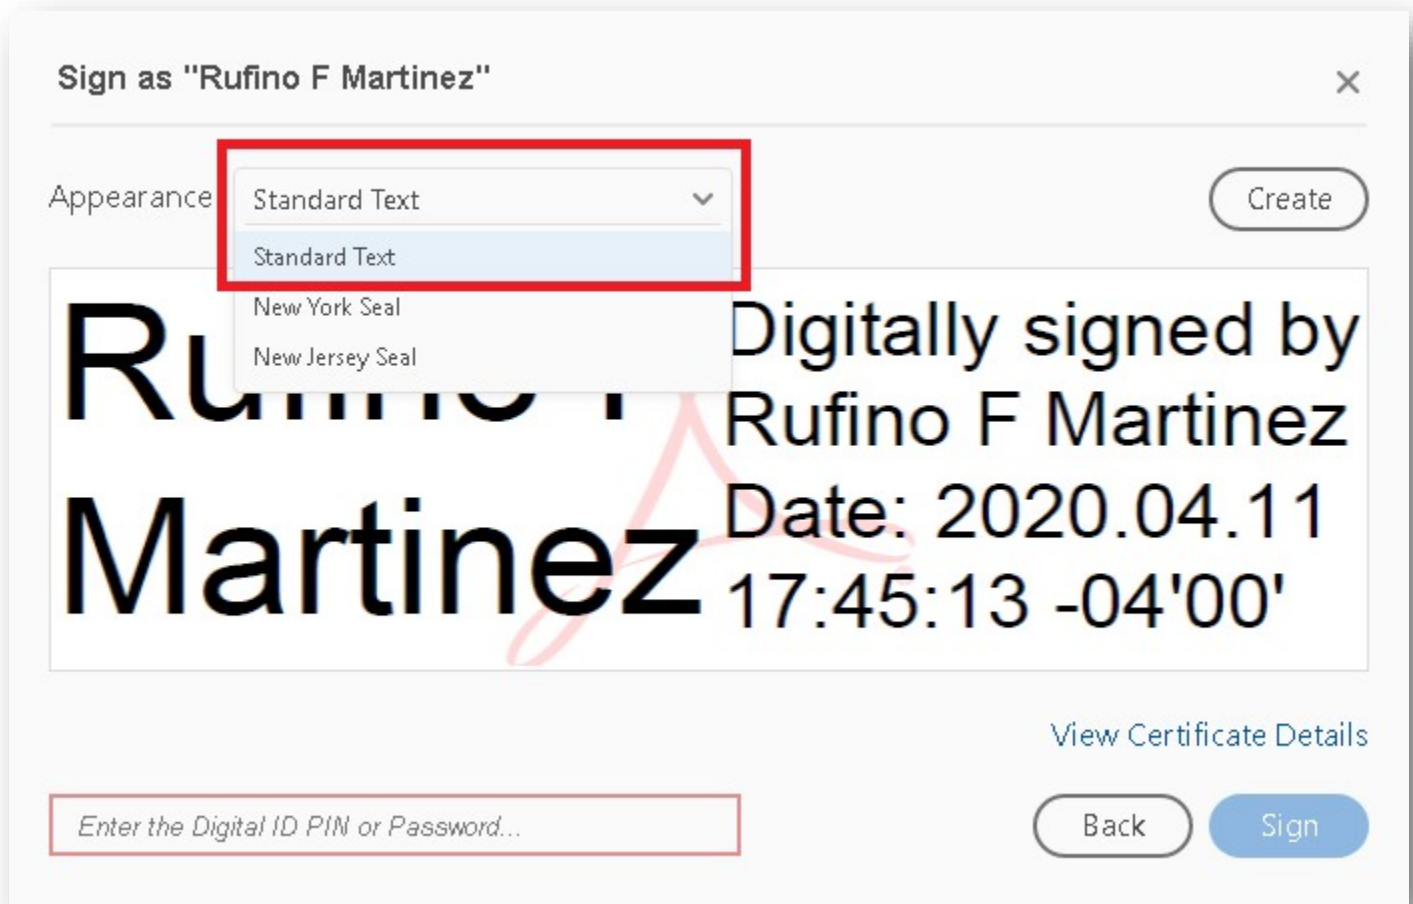 Sign as "Rufino F Martinez"
Appearance
Standard Text
Create
Standard Text
New York Seal
New Jersey Seal
Rufino F
Martinez
Digitally signed by
Rufino F Martinez
Date: 2020.04.11
17:45:13 -04'00'
View Certificate Details
Enter the Digital ID PIN or Password...
Back
Sign